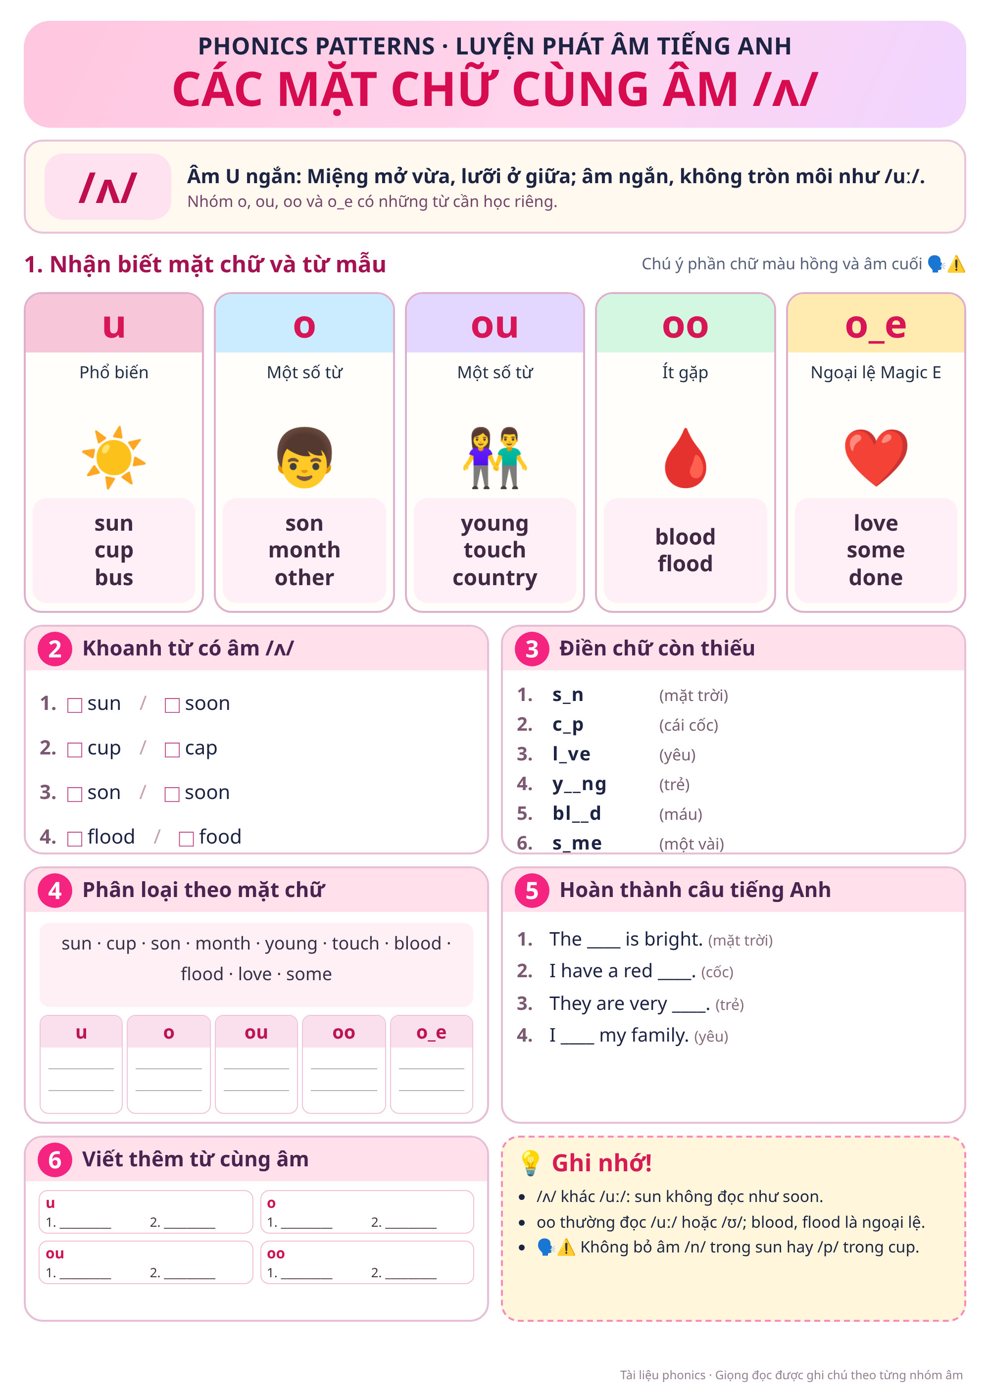 PHONICS PATTERNS · LUYỆN PHÁT ÂM TIẾNG ANH
CÁC MẶT CHỮ CÙNG ÂM /ʌ/
/ʌ/
Âm U ngắn: Miệng mở vừa, lưỡi ở giữa; âm ngắn, không tròn môi như /uː/.
Nhóm o, ou, oo và o_e có những từ cần học riêng.
1. Nhận biết mặt chữ và từ mẫu
Chú ý phần chữ màu hồng và âm cuối 🗣️⚠️
u
Phổ biến
sun
cup
bus
o
Một số từ
son
month
other
ou
Một số từ
young
touch
country
oo
Ít gặp
blood
flood
o_e
Ngoại lệ Magic E
love
some
done
2 Khoanh từ có âm /ʌ/
1. □ sun / □ soon
2. □ cup / □ cap
3. □ son / □ soon
4. □ flood / □ food
3 Điền chữ còn thiếu
1. s_n (mặt trời)
2. c_p (cái cốc)
3. l_ve (yêu)
4. y__ng (trẻ)
5. bl__d (máu)
6. s_me (một vài)
4 Phân loại theo mặt chữ
sun · cup · son · month · young · touch · blood ·
flood · love · some
u o ou oo o_e
5 Hoàn thành câu tiếng Anh
1. The ____ is bright. (mặt trời)
2. I have a red ____. (cốc)
3. They are very ____. (trẻ)
4. I ____ my family. (yêu)
6 Viết thêm từ cùng âm
u
1. ________ 2. ________
o
1. ________ 2. ________
ou
1. ________ 2. ________
oo
1. ________ 2. ________
💡 Ghi nhớ!
• /ʌ/ khác /uː/: sun không đọc như soon.
• oo thường đọc /uː/ hoặc /ʊ/; blood, flood là ngoại lệ.
• 🗣️⚠️ Không bỏ âm /n/ trong sun hay /p/ trong cup.
Tài liệu phonics · Giọng đọc được ghi chú theo từng nhóm âm